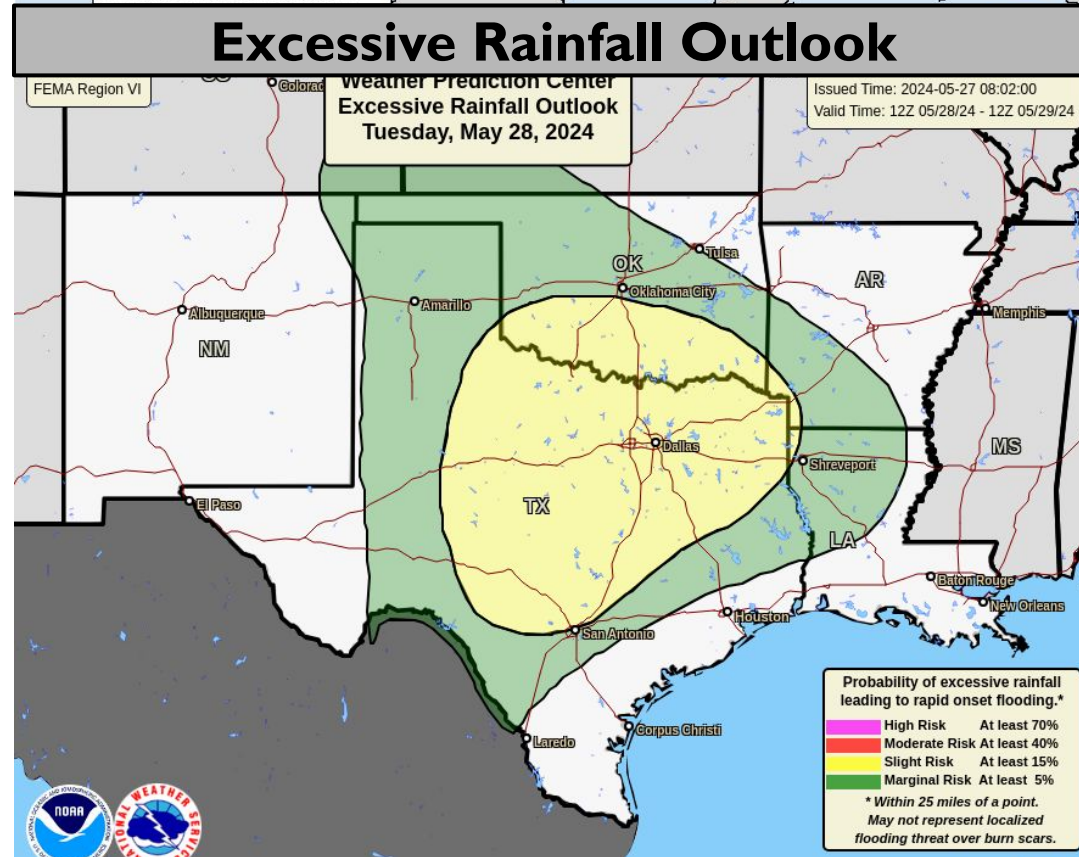 Excessive Rainfall Outlook
FEMA Region VI
Weather Prediction Center
Excessive Rainfall Outlook
Tuesday, May 28, 2024
Issued Time: 2024-05-27 08:02:00
Valid Time: 12Z 05/28/24 - 12Z 05/29/24
Tulsa
OK
Oklahoma City
AR
Amarillo
Albuquerque
Memphis
NM
Dallas
MS
Shreveport
El Paso
TX
LA
Baton Rouge
New Orleans
Houston
San Antonio
Corpus Christi
Laredo
Probability of excessive rainfall
leading to rapid onset flooding.*
High Risk At least 70%
Moderate Risk At least 40%
Slight Risk At least 15%
Marginal Risk At least 5%
* Within 25 miles of a point.
May not represent localized
flooding threat over burn scars.
NOAA